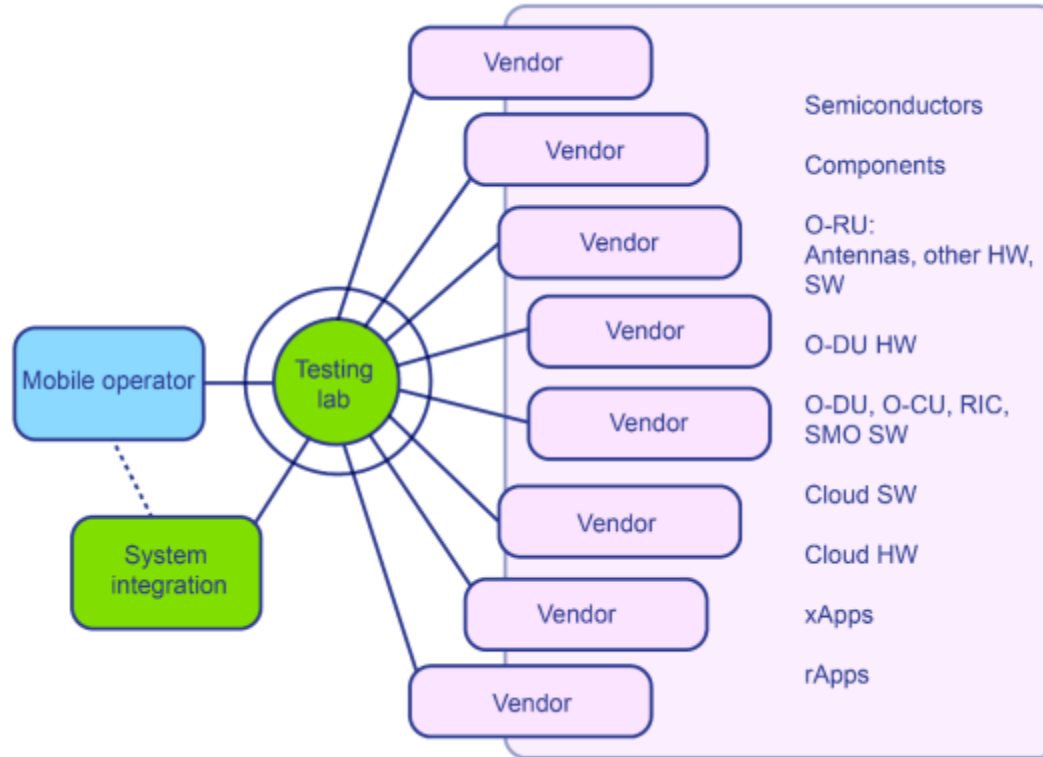 Vendor
Vendor
Vendor
Vendor
Vendor
Vendor
Vendor
Vendor
Mobile operator
Testing
lab
System
integration
Semiconductors
Components
O-RU:
Antennas, other HW,
SW
O-DU HW
O-DU, O-CU, RIC,
SMO SW
Cloud SW
Cloud HW
xApps
rApps